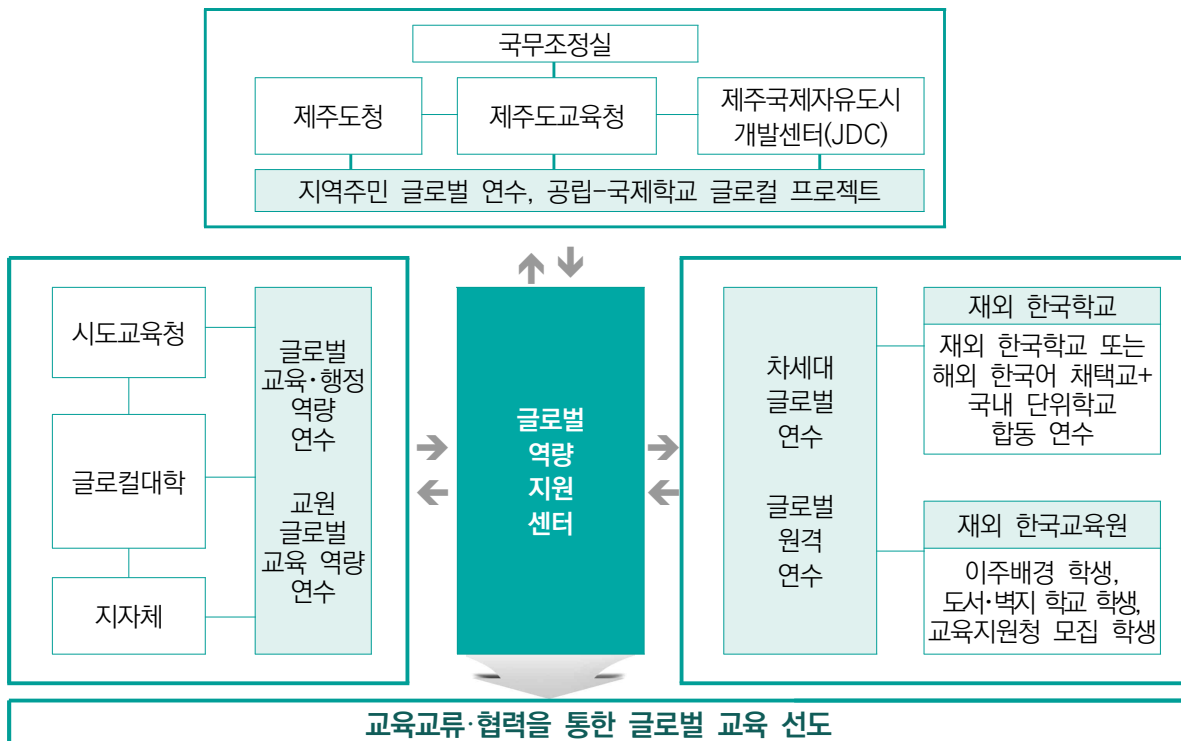 국무조정실
제주도청
제주도교육청
제주국제자유도시
개발센터(JDC)
지역주민 글로벌 연수, 공립-국제학교 글로컬 프로젝트
시도교육청
글로컬대학
지자체
글로벌
교육·행정
역량
연수
교원
글로벌
교육 역량
연수
글로벌
역량
지원
센터
차세대
글로벌
연수
글로벌
원격
연수
재외 한국학교
재외 한국학교 또는
해외 한국어 채택교+
국내 단위학교
합동 연수
재외 한국교육원
이주배경 학생,
도서·벽지 학교 학생,
교육지원청 모집 학생
교육교류·협력을 통한 글로벌 교육 선도